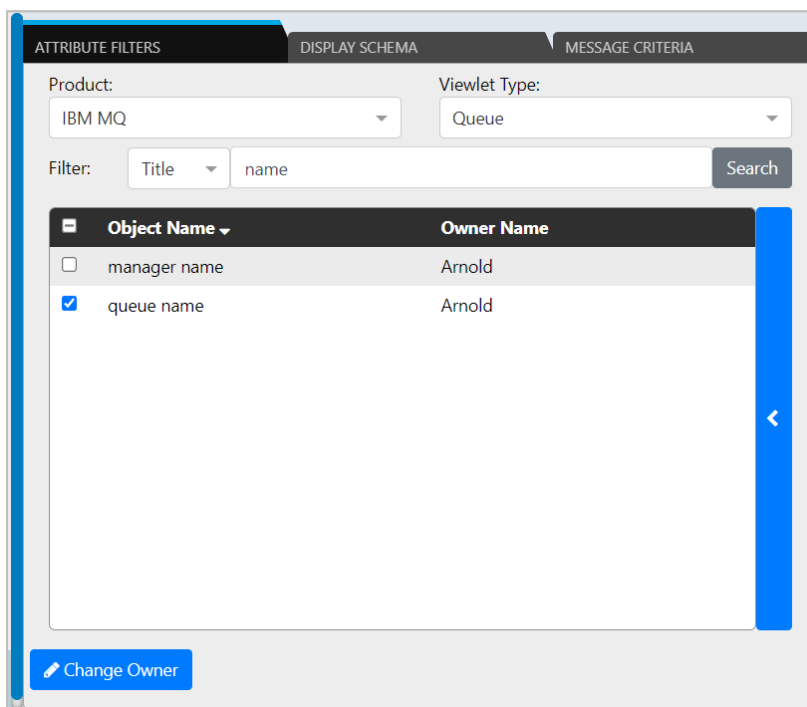 ATTRIBUTE FILTERS DISPLAY SCHEMA MESSAGE CRITERIA
Product: Viewlet Type:
IBM MQ Queue
Filter: Title name Search
Object Name Owner Name
manager name Arnold
queue name Arnold
Change Owner